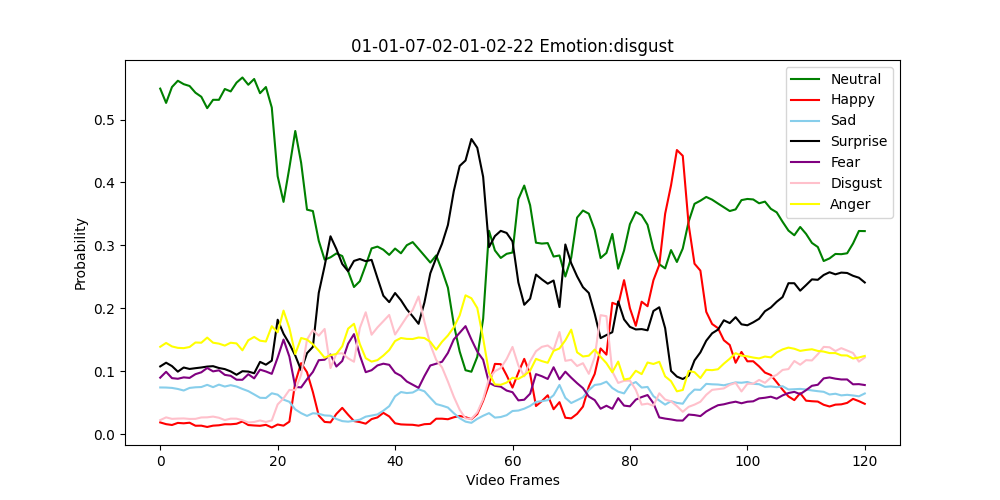 01-01-07-02-01-02-22 Emotion:disgust
Probability
0.5
0.4
0.3
0.2
0.1
0.0
0 20 40 60 80 100 120
Video Frames
Neutral
Happy
Sad
Surprise
Fear
Disgust
Anger